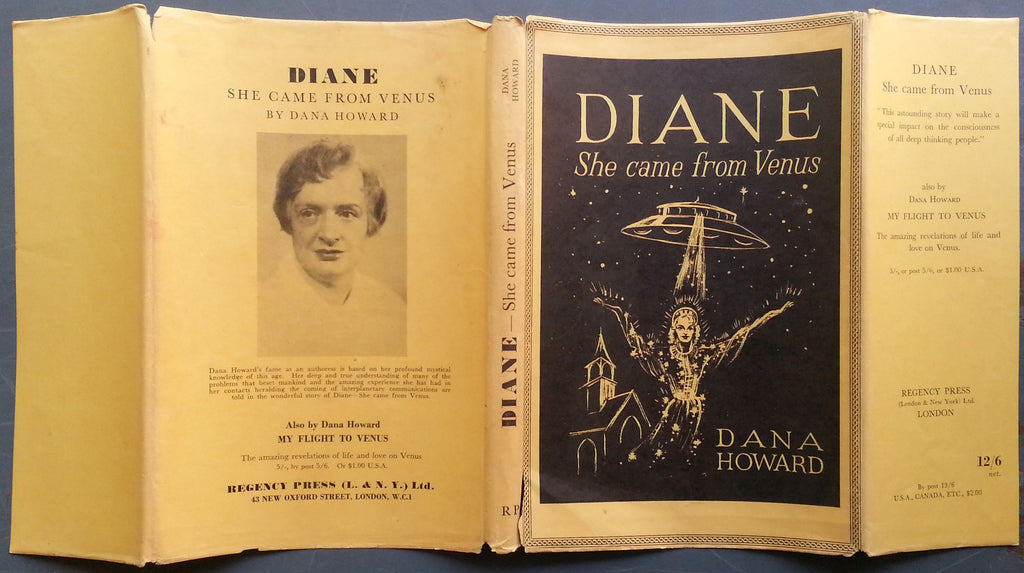 DIANE
SHE CAME FROM VENUS
BY DANA HOWARD
Dana Howard's fame as an authoress is based on her profound mystical
knowledge of this age. Her deep and true understanding of many of the
problems that beset mankind and the amazing experience she has had in
her contacts heralding the coming of interplanetary communications are
told in the wonderful story of Diane—She came from Venus.
Also by Dana Howard
MY FLIGHT TO VENUS
The amazing revelations of life and love on Venus
5/-, by post 5/6. Or $1.00 U.S.A.
REGENCY PRESS (L. & N. Y.) Ltd.
43 NEW OXFORD STREET, LONDON, W.C.1
DANA
HOWARD
DIANE — She came from Venus
RP
DIANE
She came from Venus
DANA
HOWARD
DIANE
She came from Venus
"This astounding story will make a
special impact on the consciousness
of all deep thinking people."
also by
DANA HOWARD
MY FLIGHT TO VENUS
The amazing revelations of life and
love on Venus.
5/-, or post 5/6, or $1.00 U.S.A.
REGENCY PRESS
(London & New York) Ltd.
LONDON
12/6
net.
By post 13/6
U.S.A., CANADA, ETC., $2.00